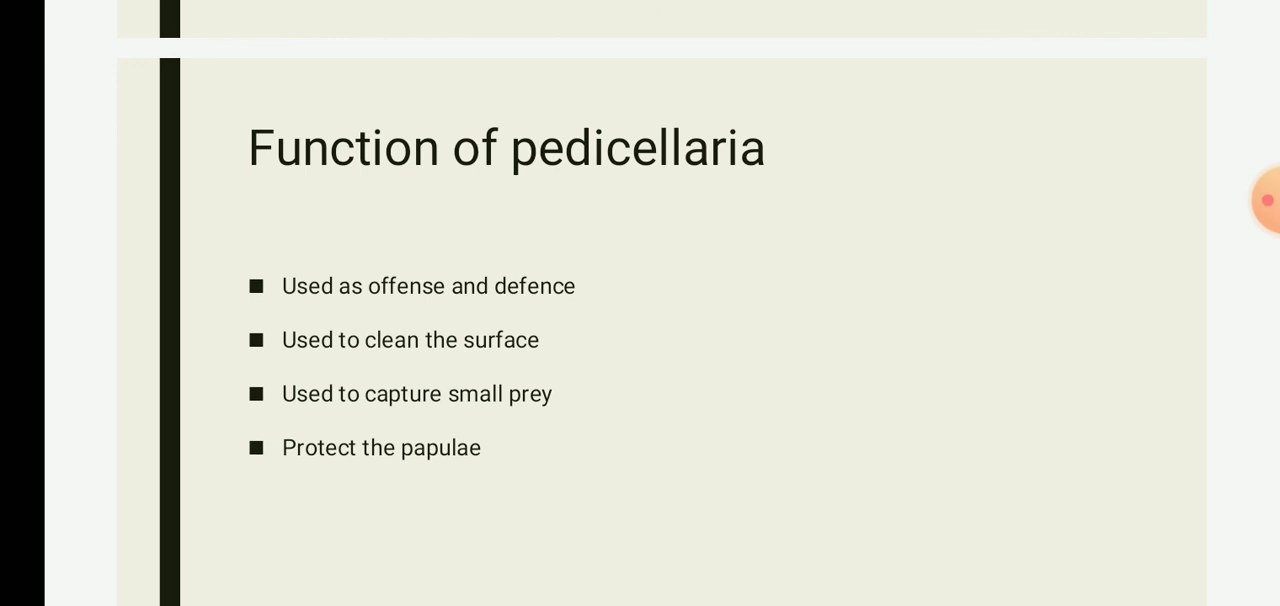 Function of pedicellaria
Used as offense and defence
Used to clean the surface
Used to capture small prey
Protect the papulae